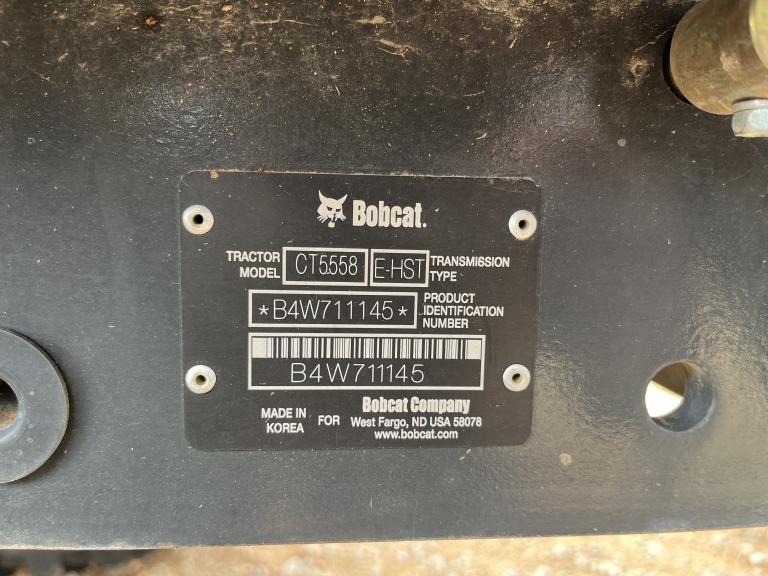 Bobcat.
TRACTOR MODEL CT5558 E-HST TRANSMISSION TYPE
*B4W711145* PRODUCT IDENTIFICATION NUMBER
B4W711145
MADE IN KOREA FOR Bobcat Company
West Fargo, ND USA 58078
www.bobcat.com